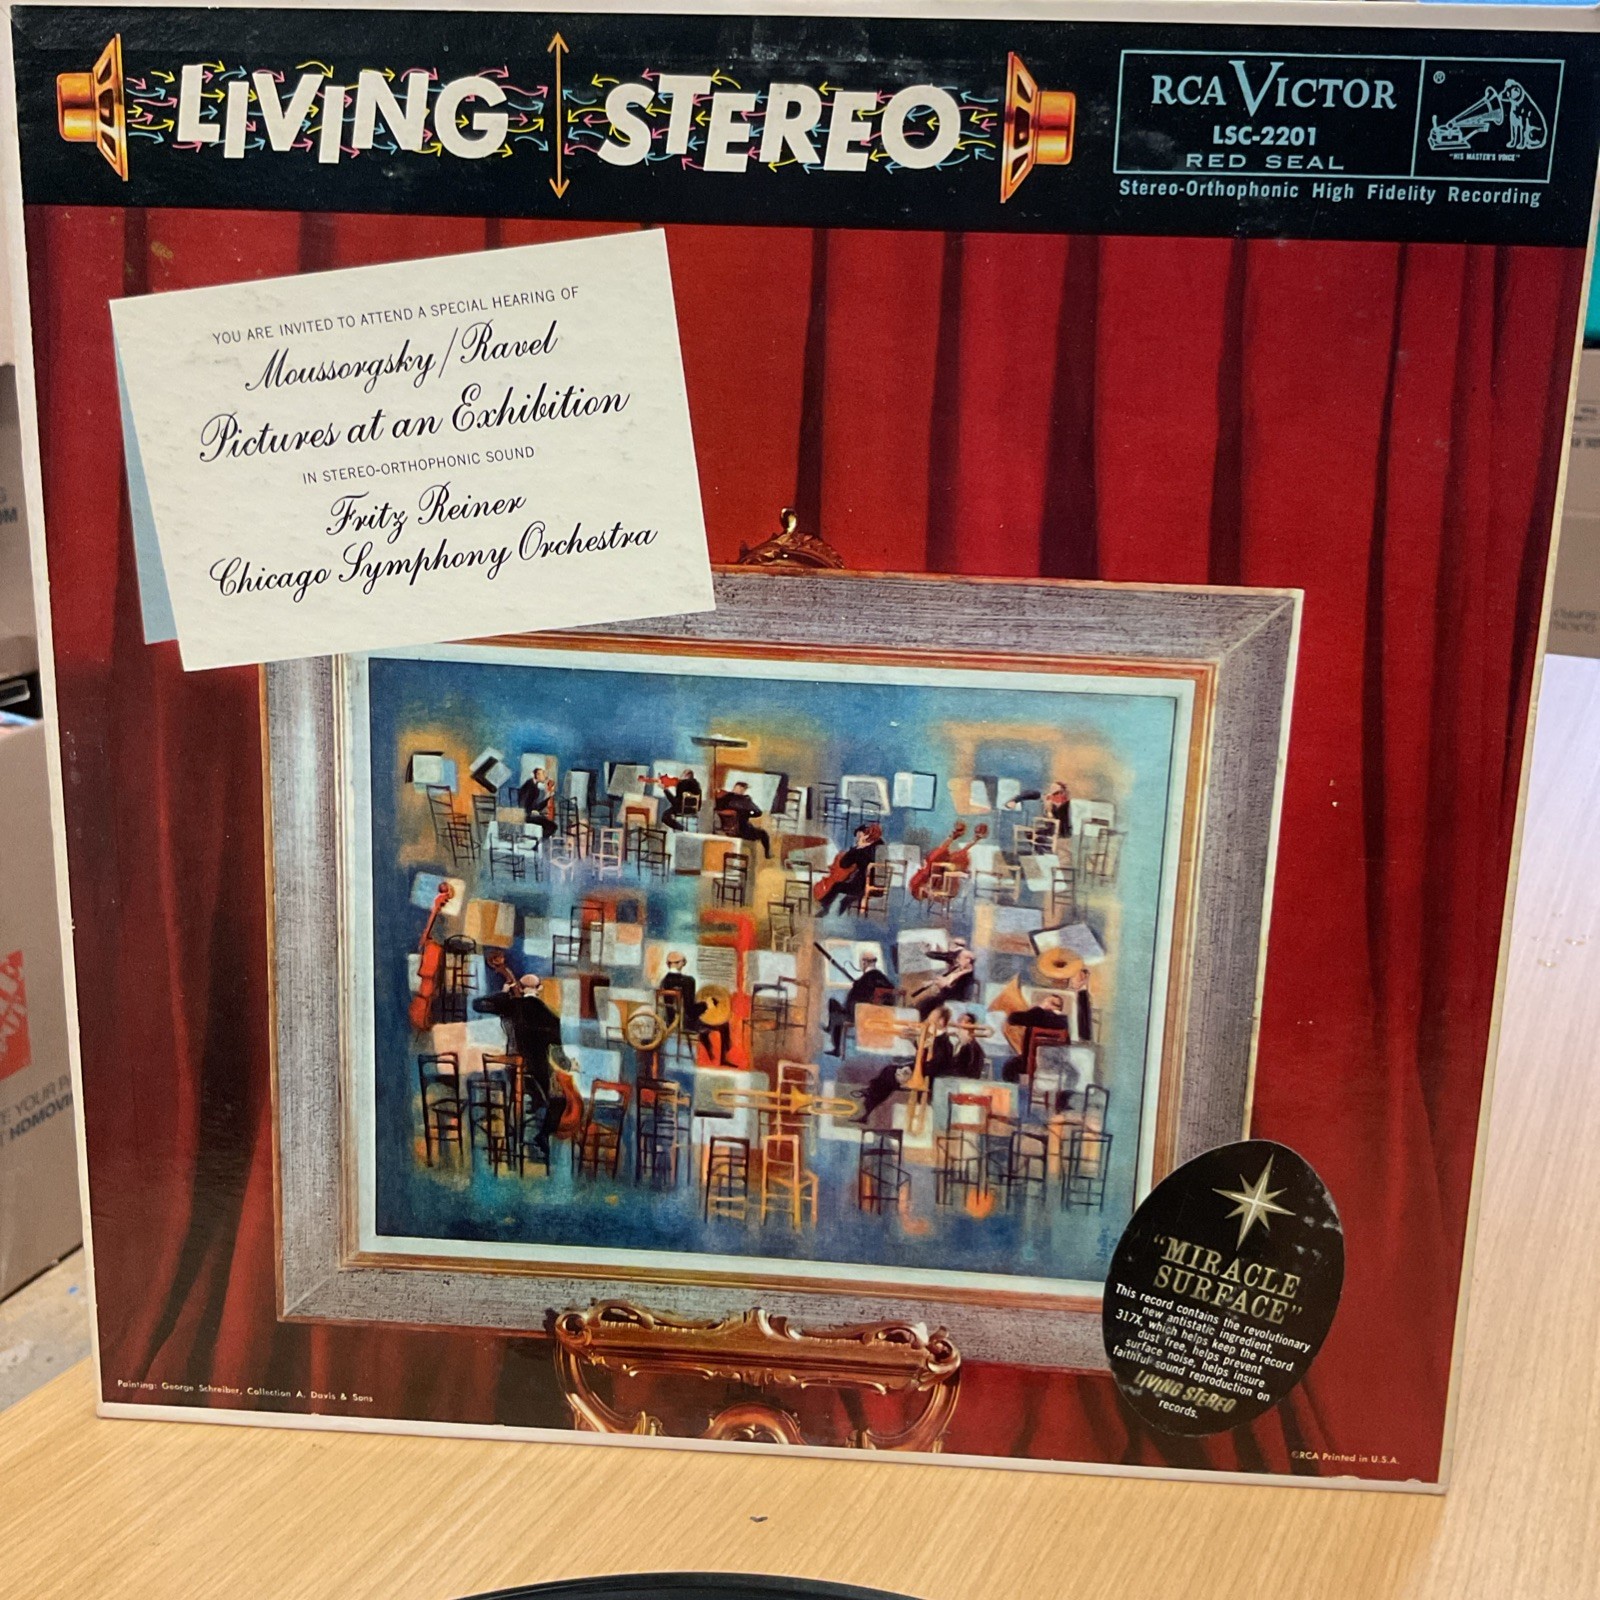 LIVING STEREO
RCA VICTOR
LSC-2201
RED SEAL
®
"HIS MASTER'S VOICE"
Stereo-Orthophonic High Fidelity Recording
YOU ARE INVITED TO ATTEND A SPECIAL HEARING OF
Moussorgsky/Ravel
Pictures at an Exhibition
IN STEREO-ORTHOPHONIC SOUND
Fritz Reiner
Chicago Symphony Orchestra
"MIRACLE
SURFACE"
This record contains the revolutionary
new antistatic ingredient,
317X, which helps keep the record
dust free, helps prevent
surface noise, helps insure
faithful sound reproduction on
LIVING STEREO
records.
Painting: George Schreiber, Collection A. Davis & Sons
©RCA Printed in U.S.A.